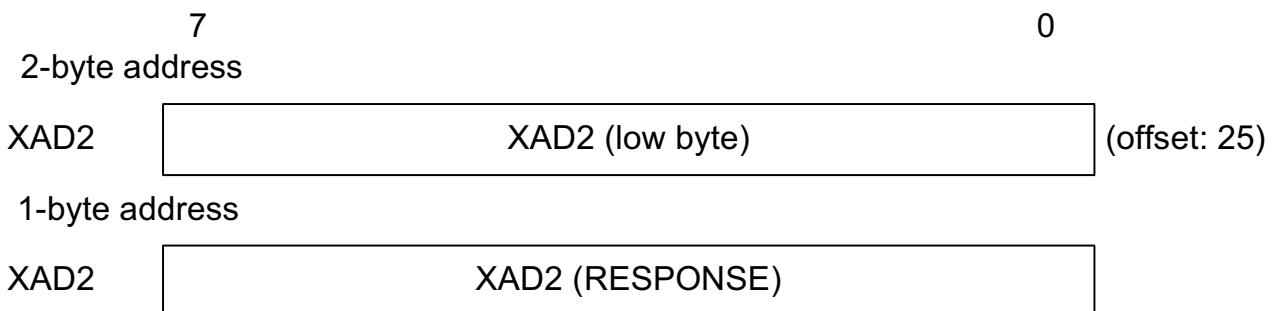 7 0
2-byte address
XAD2 XAD2 (low byte) (offset: 25)
1-byte address
XAD2 XAD2 (RESPONSE)